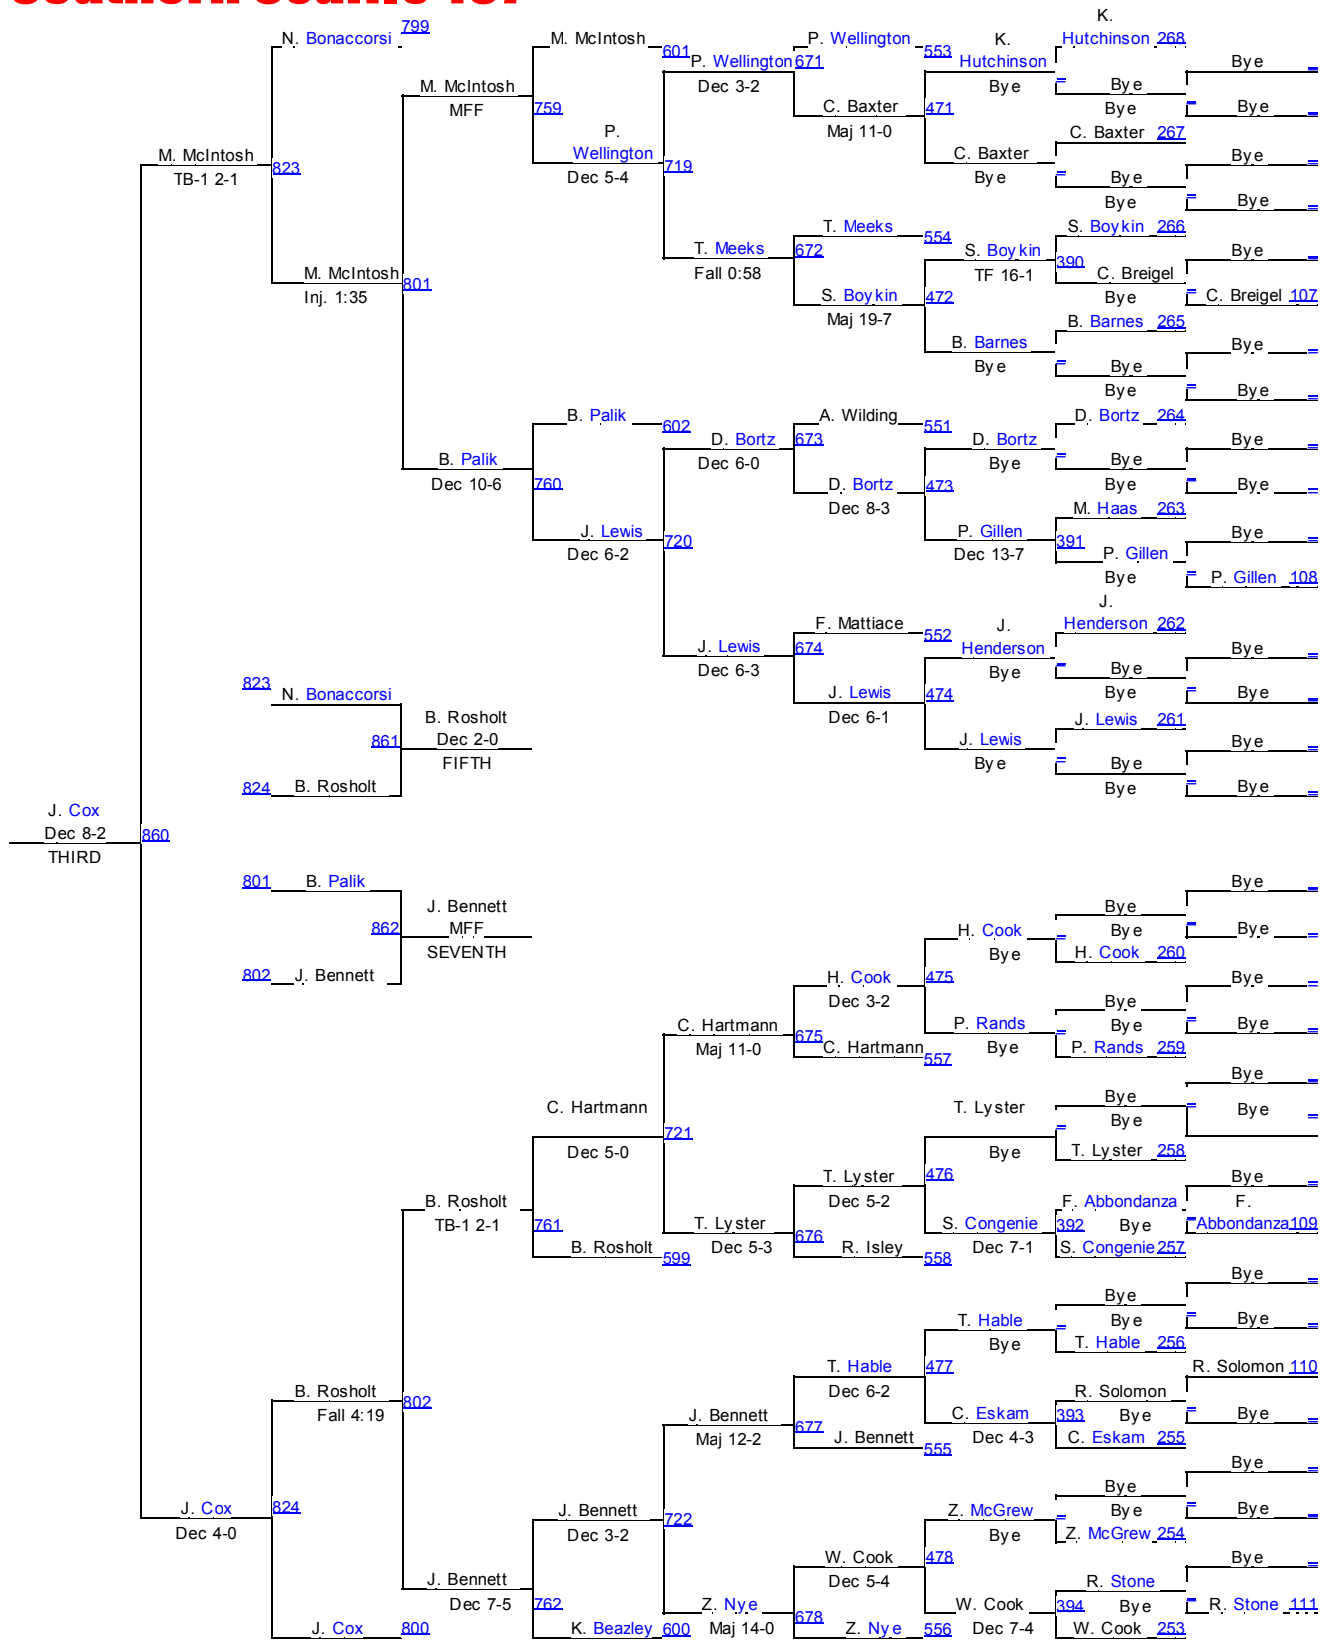 K.
N. Bonaccorsi 799 M. McIntosh P. Wellington K. Hutchinson 268
601 553
P. Wellington 671 Hutchinson Bye
M. McIntosh Dec 3-2 Bye Bye
MFF 759 C. Baxter 471 Bye Bye
P. Maj 11-0 C. Baxter 267
M. McIntosh Wellington 719 C. Baxter Bye
TB-1 2-1 823 Dec 5-4 Bye Bye
Bye Bye
T. Meeks 554 S. Boykin 266
T. Meeks 672 S. Boykin 390 Bye
M. McIntosh 801 Fall 0:58 TF 16-1 C. Breigel
Inj. 1:35 S. Boykin 472 Bye C. Breigel 107
Maj 19-7 B. Barnes 265
B. Barnes Bye
Bye Bye
Bye Bye
B. Palik 602 A. Wilding 551 D. Bortz 264
D. Bortz 673 D. Bortz Bye
B. Palik Dec 6-0 Bye Bye
Dec 10-6 760 D. Bortz 473 Bye Bye
Dec 8-3 M. Haas 263
J. Lewis 720 P. Gillen 391 Bye
Dec 6-2 Dec 13-7 P. Gillen
Bye P. Gillen 108
J.
F. Mattiace 552 J. Henderson 262
J. Lewis 674 Henderson Bye
Dec 6-3 Bye Bye
823 N. Bonaccorsi J. Lewis 474 Bye Bye
B. Rosholt Dec 6-1 J. Lewis 261
861 Dec 2-0 J. Lewis Bye
FIFTH Bye Bye
824 B. Rosholt Bye Bye
J. Cox
Dec 8-2 860
THIRD
801 B. Palik Bye
J. Bennett Bye
862 MFF H. Cook Bye Bye
SEVENTH Bye H. Cook 260
802 J. Bennett H. Cook 475 Bye
Dec 3-2 Bye
C. Hartmann P. Rands Bye Bye
Maj 11-0 675 C. Hartmann 557 Bye P. Rands 259
Bye
C. Hartmann T. Lyster Bye Bye
721 Bye
Dec 5-0 Bye T. Lyster 258
T. Lyster 476 Bye
B. Rosholt Dec 5-2 F. Abbondanza F.
TB-1 2-1 761 T. Lyster 676 S. Congenie 392 Bye Abbondanza 109
B. Rosholt 599 Dec 5-3 R. Isley 558 Dec 7-1 S. Congenie 257
Bye
Bye
T. Hable Bye Bye
Bye T. Hable 256
T. Hable 477 R. Solomon 110
B. Rosholt 802 Dec 6-2 R. Solomon
Fall 4:19 J. Bennett 677 C. Eskam 393 Bye Bye
Maj 12-2 J. Bennett 555 Dec 4-3 C. Eskam 255
Bye
Bye
J. Cox 824 J. Bennett 722 Z. McGrew Bye Bye
Dec 4-0 Dec 3-2 Bye Z. McGrew 254
W. Cook 478 Bye
J. Bennett Dec 5-4 R. Stone
Dec 7-5 762 Z. Nye 678 W. Cook 394 Bye R. Stone 111
J. Cox 800 K. Beazley 600 Maj 14-0 Z. Nye 556 Dec 7-4 W. Cook 253